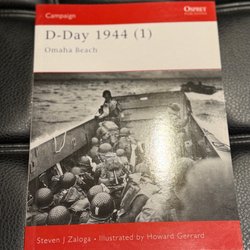 Campaign
OSPREY
PUBLISHING
D-Day 1944 (1)
Omaha Beach
Steven J Zaloga • Illustrated by Howard Gerrard